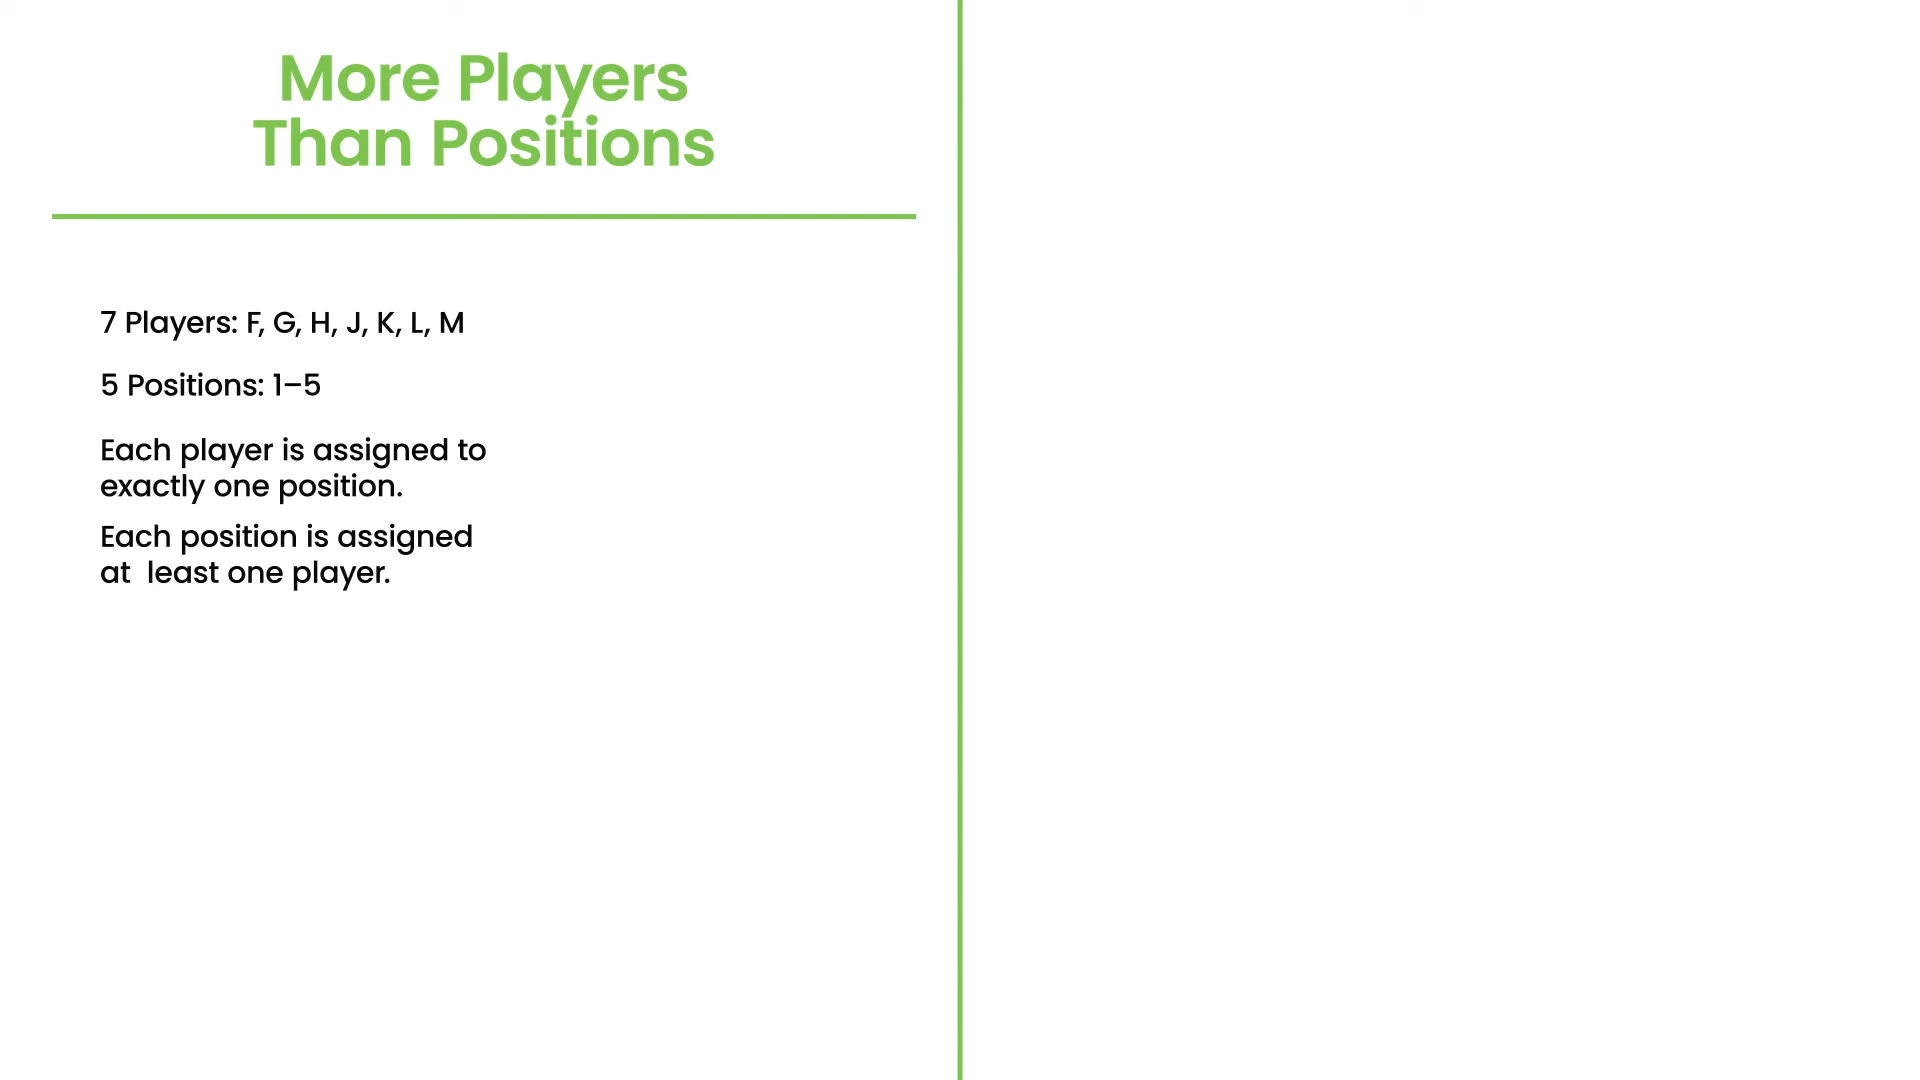 More Players
Than Positions
7 Players: F, G, H, J, K, L, M
5 Positions: 1–5
Each player is assigned to
exactly one position.
Each position is assigned
at  least one player.